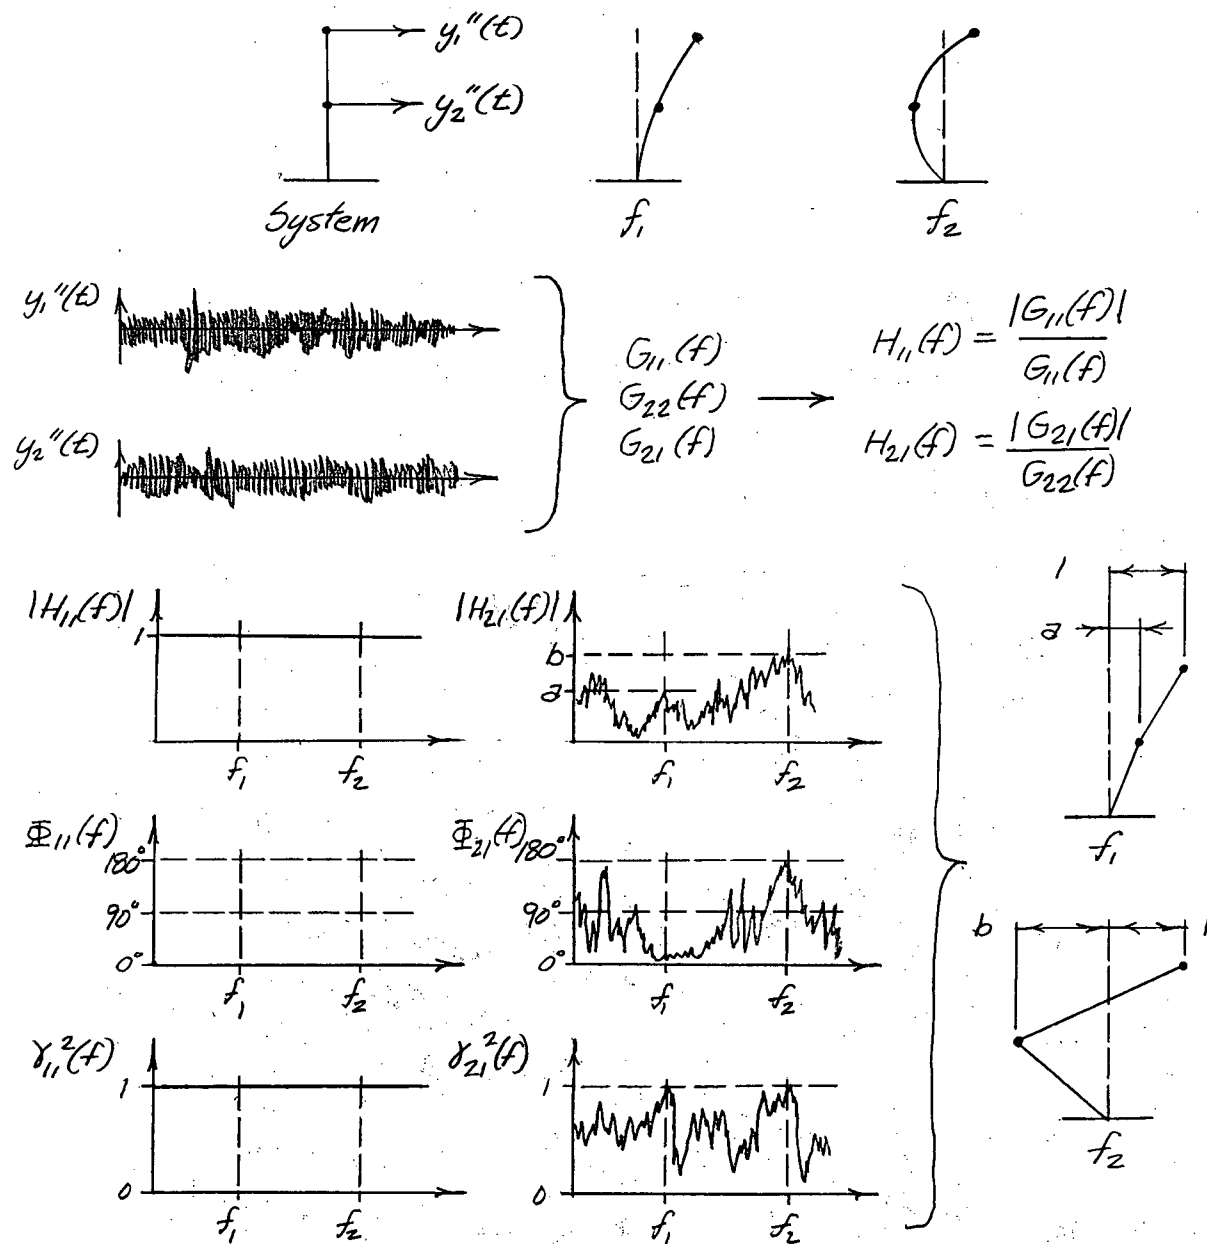 y₁''(t)
y₂''(t)
System
f₁
f₂
y₁''(t)
y₂''(t)
G₁₁(f)
G₂₂(f)
G₂₁(f)
H₁₁(f) = |G₁₁(f)| / G₁₁(f)
H₂₁(f) = |G₂₁(f)| / G₂₂(f)
|H₁₁(f)|
1
f₁ f₂
|H₂₁(f)|
b
a
f₁ f₂
Φ₁₁(f)
180°
90°
0°
f₁ f₂
Φ₂₁(f)
180°
90°
0°
f₁ f₂
γ₁₁²(f)
1
0
f₁ f₂
γ₂₁²(f)
1
0
f₁ f₂
1
a
f₁
b 1
f₂